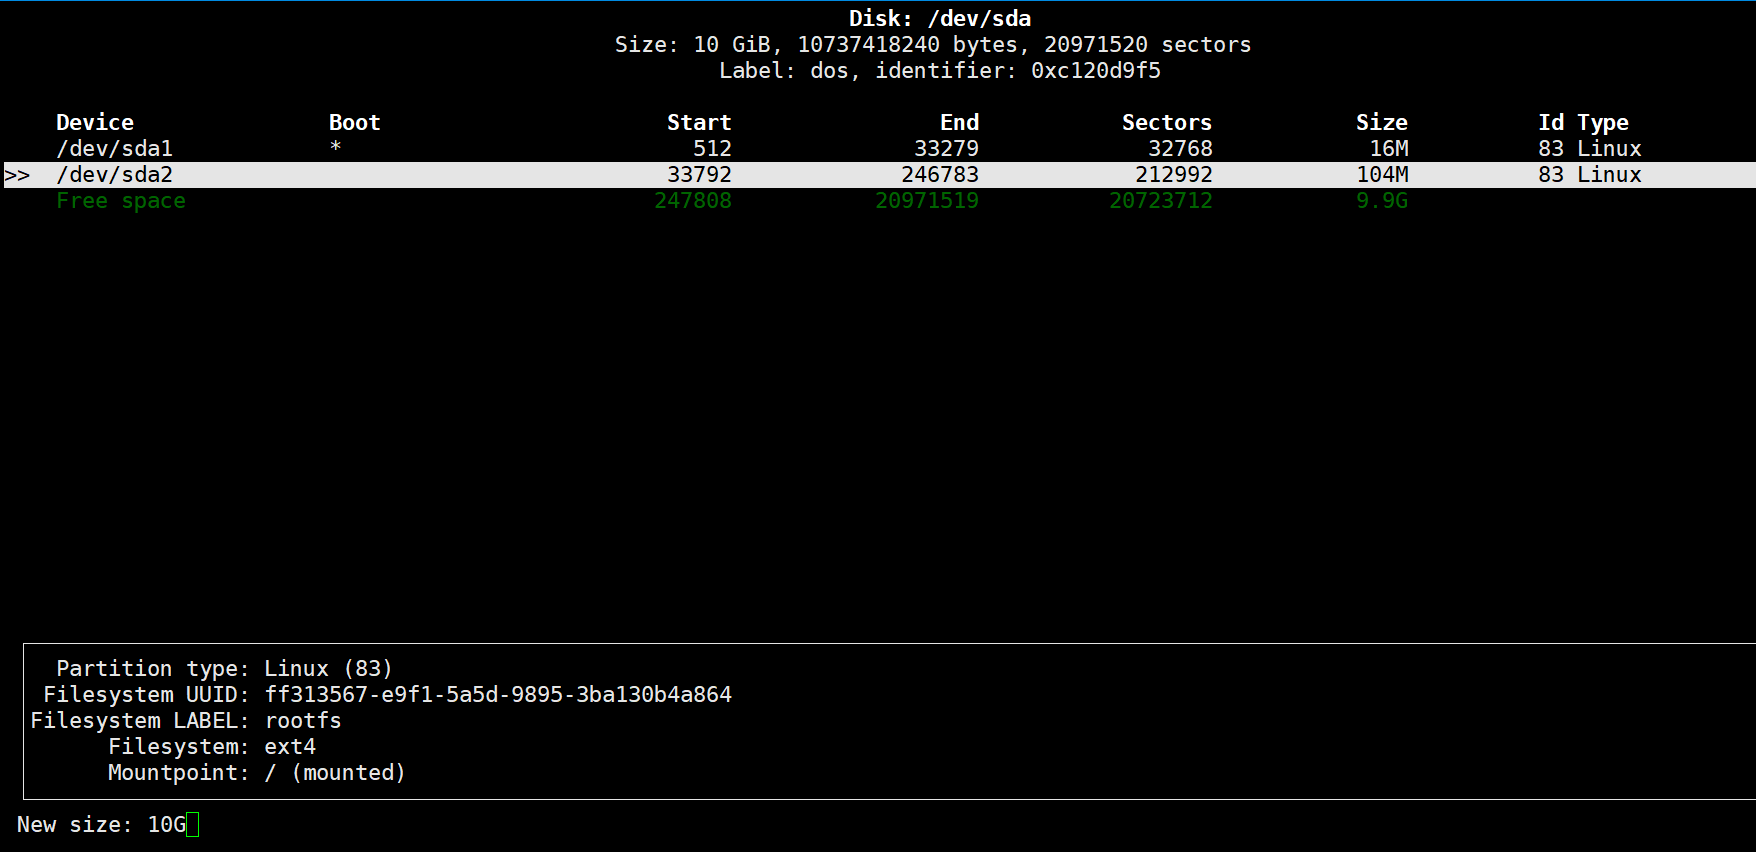 Disk: /dev/sda
Size: 10 GiB, 10737418240 bytes, 20971520 sectors
Label: dos, identifier: 0xc120d9f5
Device Boot Start End Sectors Size Id Type
/dev/sda1 * 512 33279 32768 16M 83 Linux
>> /dev/sda2 33792 246783 212992 104M 83 Linux
Free space 247808 20971519 20723712 9.9G
Partition type: Linux (83)
Filesystem UUID: ff313567-e9f1-5a5d-9895-3ba130b4a864
Filesystem LABEL: rootfs
Filesystem: ext4
Mountpoint: / (mounted)
New size: 10G